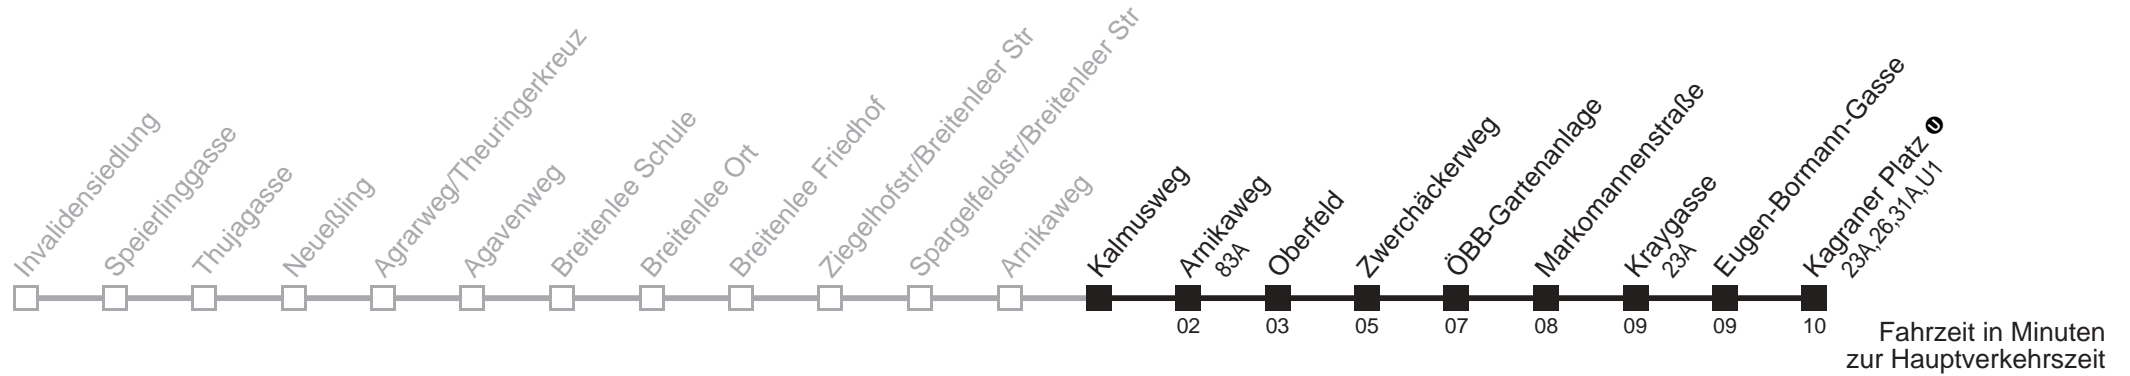 Invalidensiedlung
Speierlinggasse
Thujagasse
Neueßling
Agrarweg/Theuringerkreuz
Agavenweg
Breitenlee Schule
Breitenlee Ort
Breitenlee Friedhof
Ziegelhofstr/Breitenleer Str
Spargelfeldstr/Breitenleer Str
Arnikaweg
Kalmusweg
Arnikaweg
83A
Oberfeld
Zwerchäckerweg
ÖBB-Gartenanlage
Markomannenstraße
Kraygasse
23A
Eugen-Bormann-Gasse
Kagraner Platz U
23A,26,31A,U1
02 03 05 07 08 09 09 10
Fahrzeit in Minuten
zur Hauptverkehrszeit